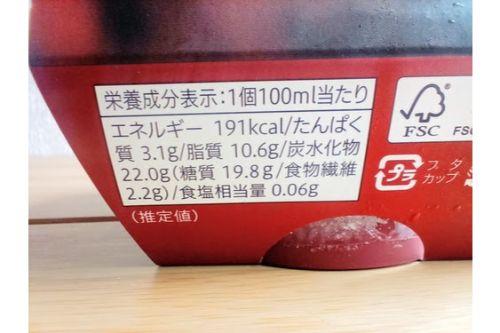 栄養成分表示:1個100ml当たり
エネルギー 191kcal/たんぱく
質 3.1g/脂質 10.6g/炭水化物
22.0g(糖質 19.8g/食物繊維
2.2g)/食塩相当量 0.06g
(推定値)
FSC
プラ
カップ